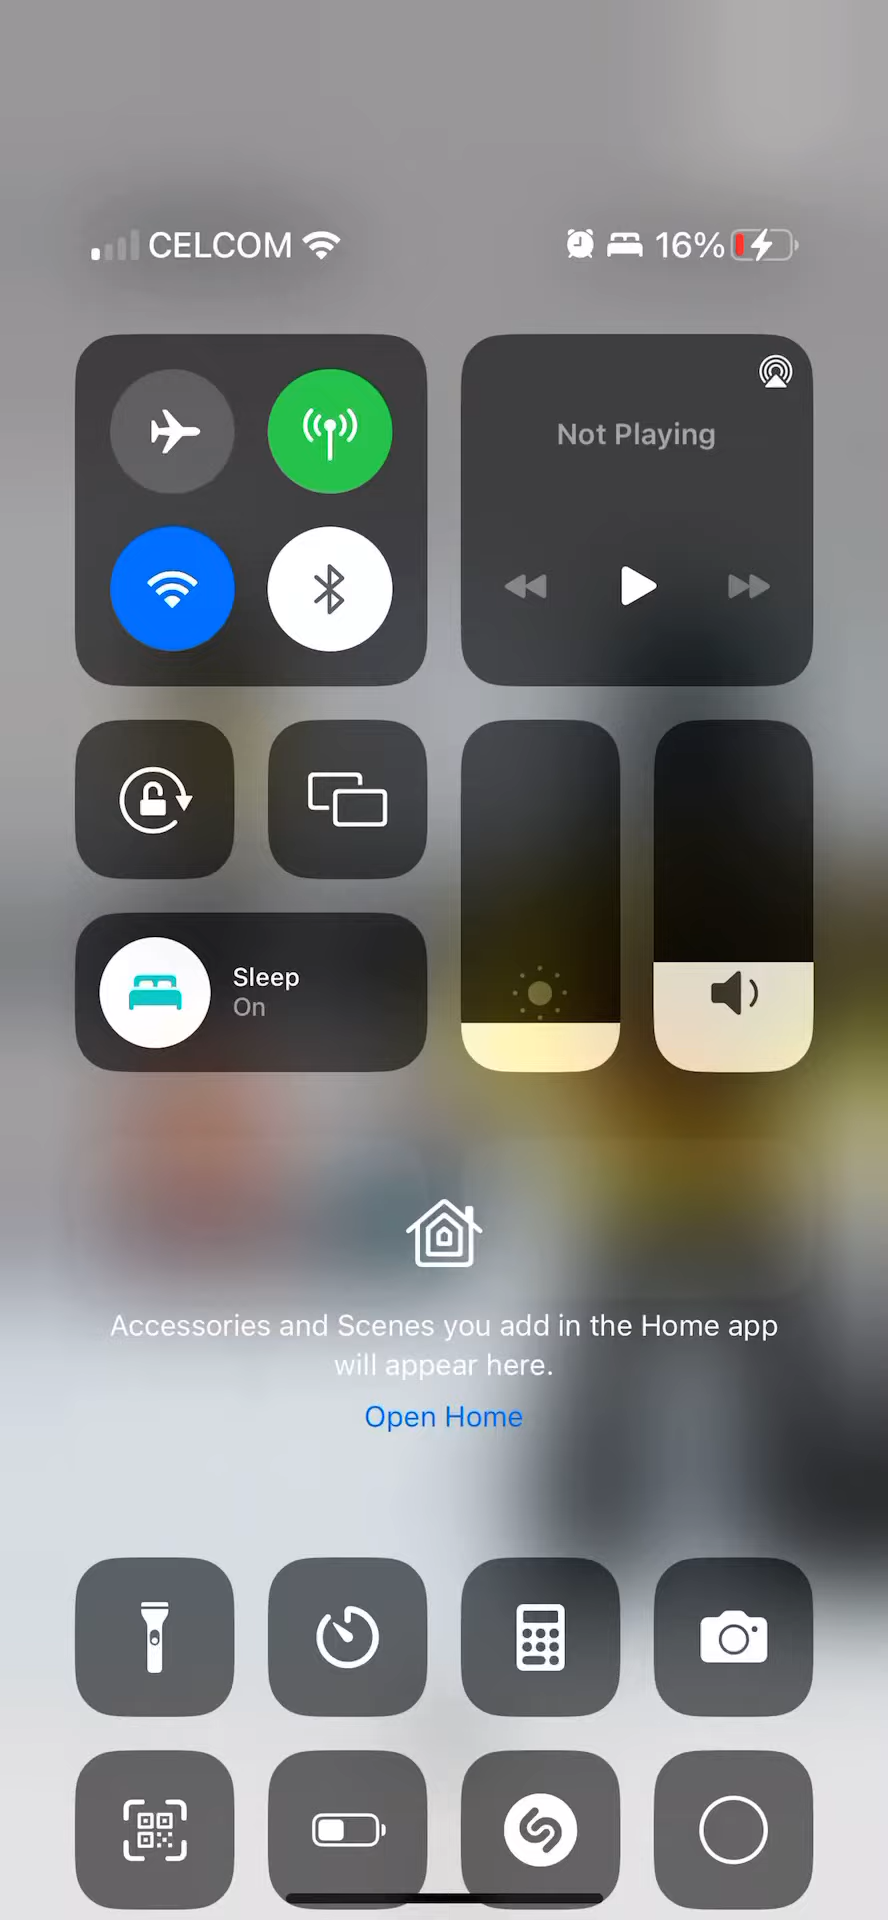 CELCOM 16%
Not Playing
Sleep
On
Accessories and Scenes you add in the Home app
will appear here.
Open Home